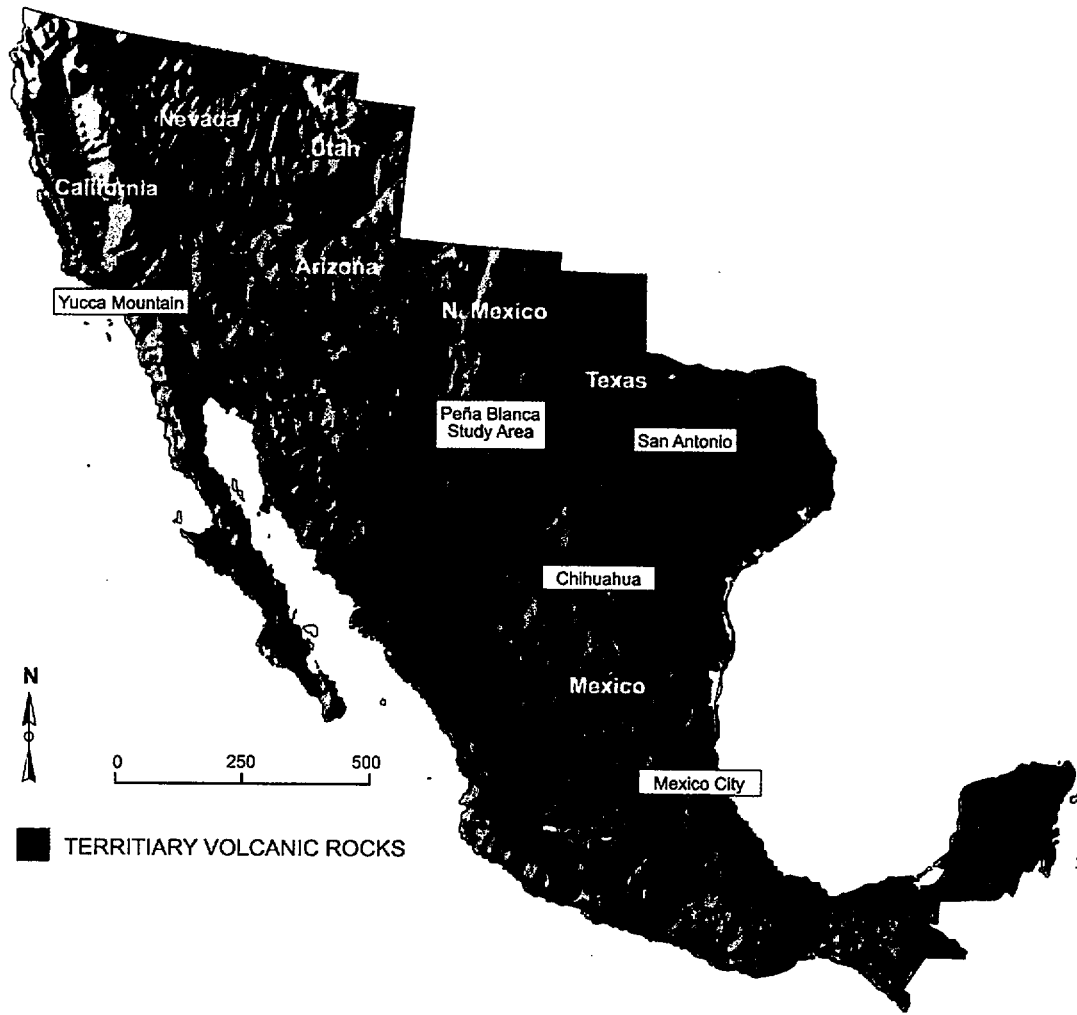 Nevada
Utah
California
Arizona
Yucca Mountain
N. Mexico
Texas
Peña Blanca
Study Area
San Antonio
Chihuahua
Mexico
N
0 250 500
Mexico City
TERRITIARY VOLCANIC ROCKS